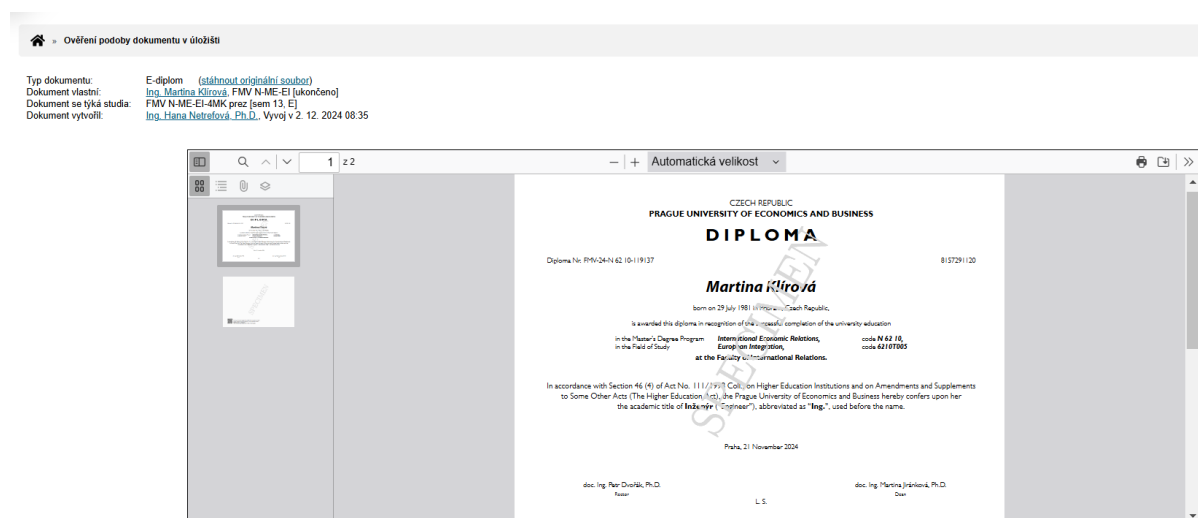 » Ověření podoby dokumentu v úložišti
Typ dokumentu: E-diplom (stáhnout originální soubor)
Dokument vlastní: Ing. Martina Klírová, FMV N-ME-EI [ukončeno]
Dokument se týká studia: FMV N-ME-EI-4MK prez [sem 13, E]
Dokument vytvořil: Ing. Hana Netrefová, Ph.D., Vyvoj v 2. 12. 2024 08:35
1 z 2
Automatická velikost
CZECH REPUBLIC
PRAGUE UNIVERSITY OF ECONOMICS AND BUSINESS
DIPLOMA
Diploma Nr. FMV-24-N 62 10-119137 8157291120
Martina Klírová
born on 29 July 1981 in Czech Republic,
is awarded this diploma in recognition of the successful completion of the university education
in the Master's Degree Program International Economic Relations, code N 62 10,
in the Field of Study European Integration, code 6210T005
at the Faculty of International Relations.
In accordance with Section 46 (4) of Act No. 111/1998 Coll., on Higher Education Institutions and on Amendments and Supplements
to Some Other Acts (The Higher Education Act), the Prague University of Economics and Business hereby confers upon her
the academic title of Inženýr ("Engineer"), abbreviated as "Ing.", used before the name.
SPECIMEN
Praha, 21 November 2024
doc. Ing. Petr Dvořák, Ph.D. doc. Ing. Martina Jiránková, Ph.D.
Rector Dean
L. S.